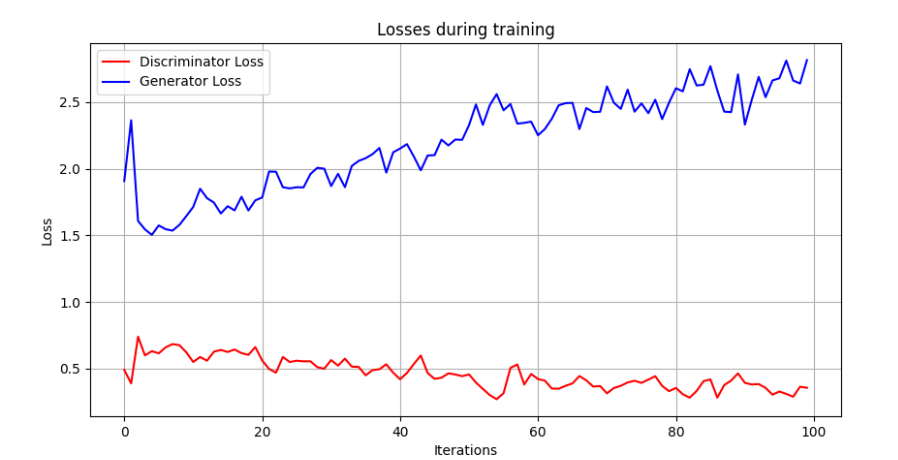 Losses during training
Discriminator Loss
Generator Loss
2.5
2.0
1.5
1.0
0.5
Loss
0 20 40 60 80 100
Iterations